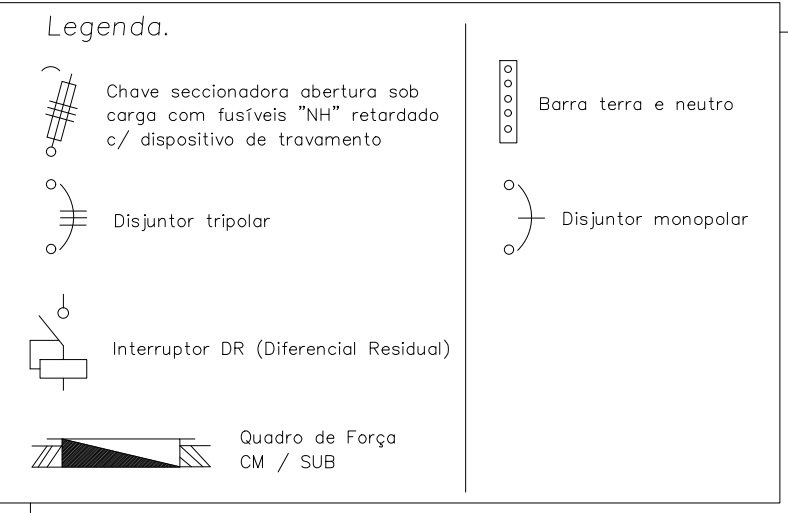 Legenda.
Chave seccionadora abertura sob
carga com fusíveis "NH" retardado
c/ dispositivo de travamento
Disjuntor tripolar
Interruptor DR (Diferencial Residual)
Quadro de Força
CM / SUB
Barra terra e neutro
Disjuntor monopolar